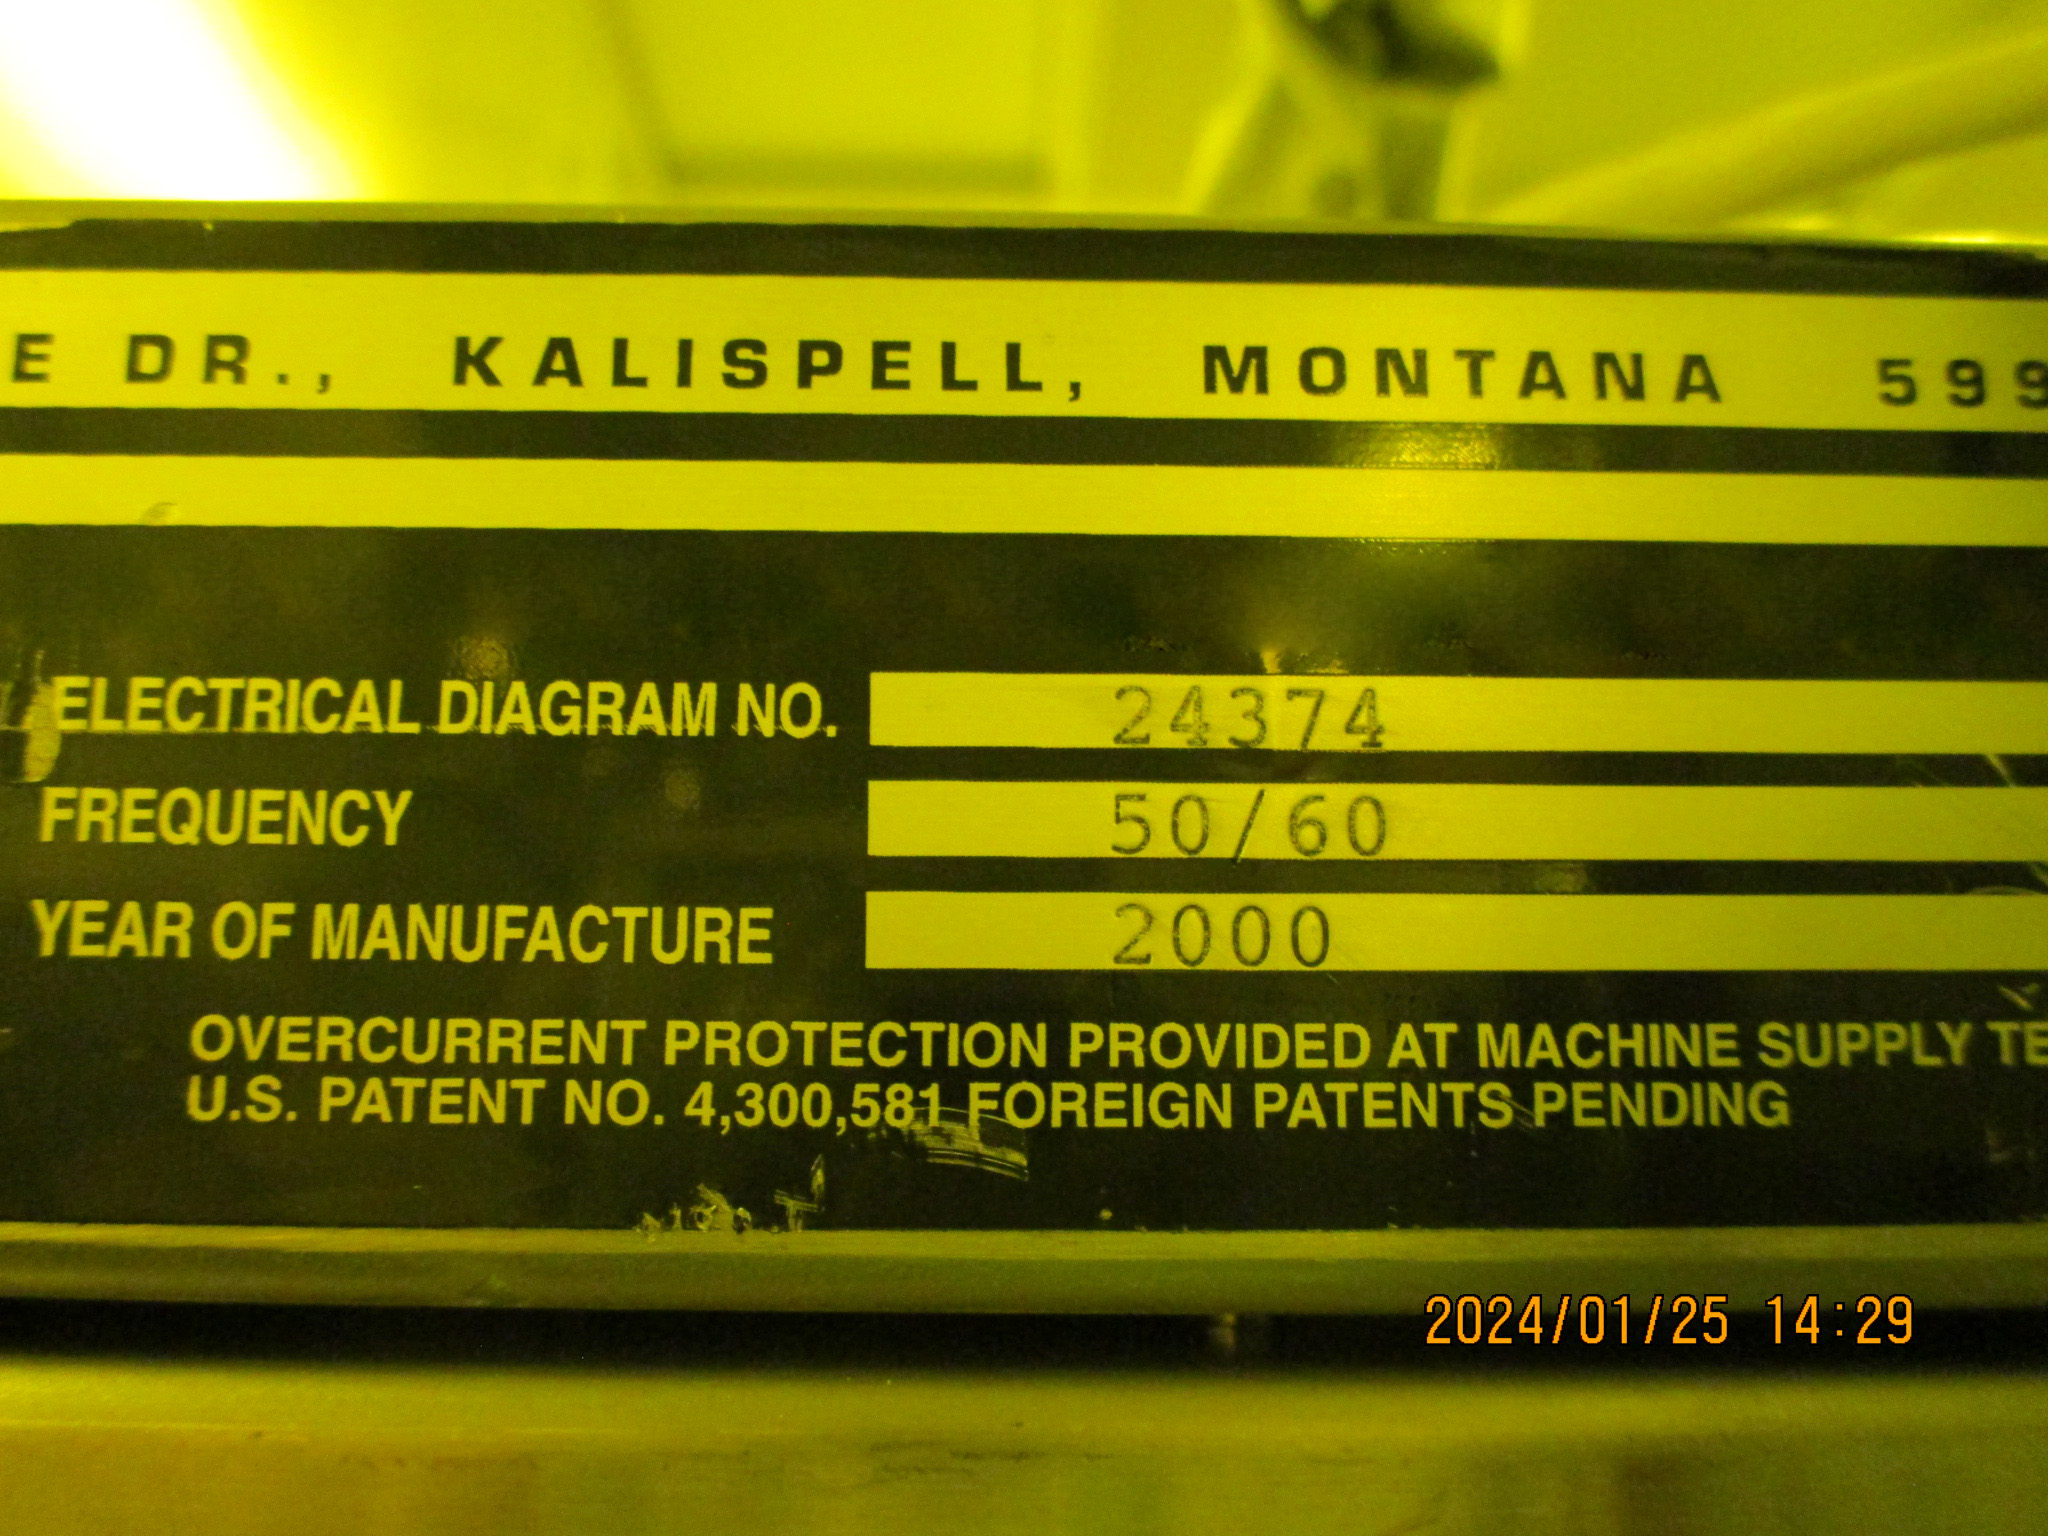 E DR., KALISPELL, MONTANA 599
ELECTRICAL DIAGRAM NO. 24374
FREQUENCY 50/60
YEAR OF MANUFACTURE 2000
OVERCURRENT PROTECTION PROVIDED AT MACHINE SUPPLY TE
U.S. PATENT NO. 4,300,581 FOREIGN PATENTS PENDING
2024/01/25 14:29